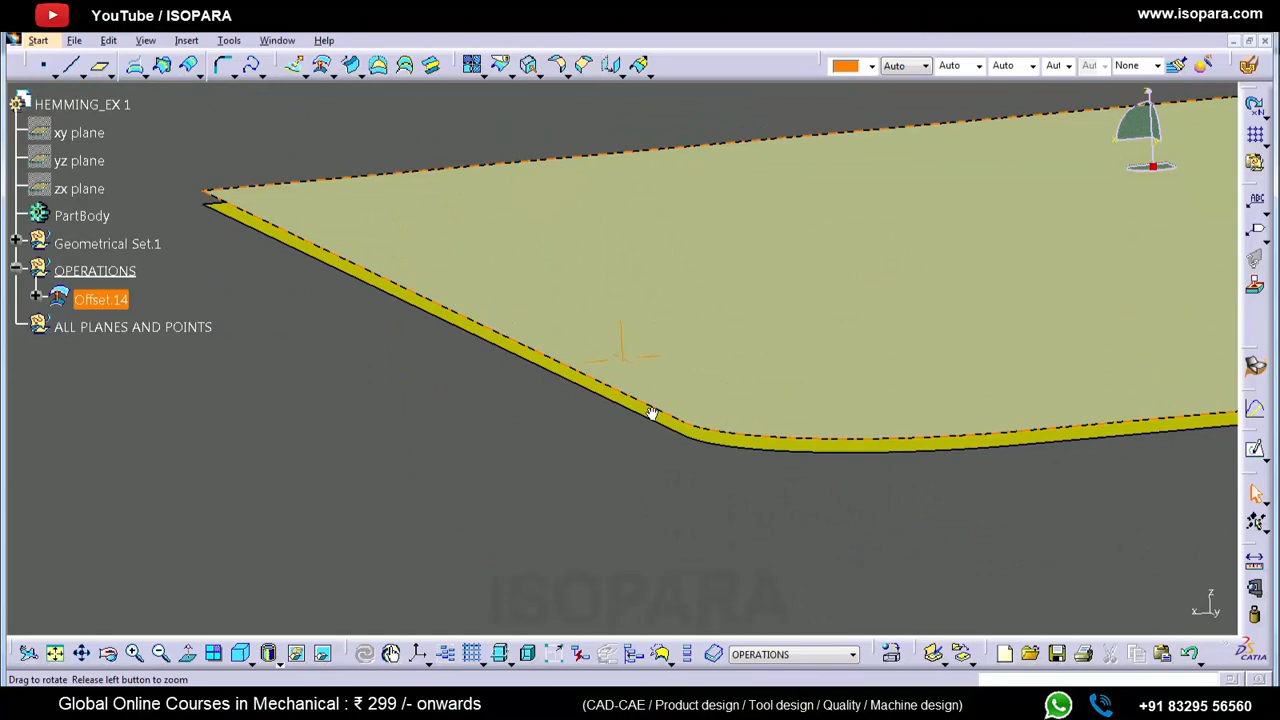 YouTube / ISOPARA
www.isopara.com
Start File Edit View Insert Tools Window Help
Auto Auto Auto Aut Aut None
HEMMING_EX 1
xy plane
yz plane
zx plane
PartBody
Geometrical Set.1
OPERATIONS
Offset.14
ALL PLANES AND POINTS
ABC
ISOPARA
z
x y
OPERATIONS
CATIA
Drag to rotate. Release left button to zoom
Global Online Courses in Mechanical : ₹ 299 /- onwards
(CAD-CAE / Product design / Tool design / Quality / Machine design)
+91 83295 56560